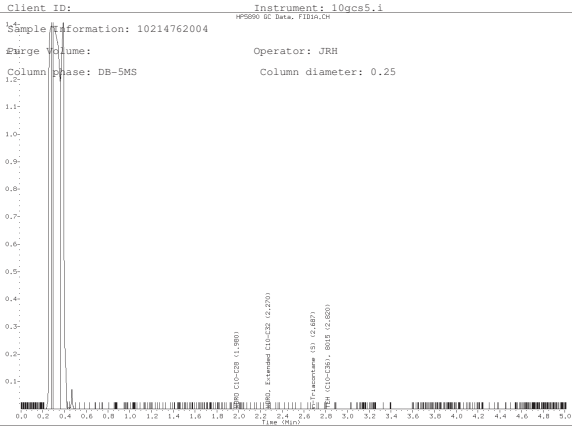 Client ID: Instrument: 10gcs5.i
HP5890 GC Data, FID1A.CH
Sample Information: 10214762004
Purge Volume: Operator: JRH
Column phase: DB-5MS Column diameter: 0.25
1.4
1.2
1.1
1.0
0.9
0.8
0.7
0.6
0.5
0.4
0.3
0.2
0.1
DRO C10-C28 (1.980)
DRO, Extended C10-C32 (2.270)
n-Triacontane (S) (2.687)
TEH (C10-C36), 8015 (2.820)
0.0 0.2 0.4 0.6 0.8 1.0 1.2 1.4 1.6 1.8 2.0 2.2 2.4 2.6 2.8 3.0 3.2 3.4 3.6 3.8 4.0 4.2 4.4 4.6 4.8 5.0
Time (Min)